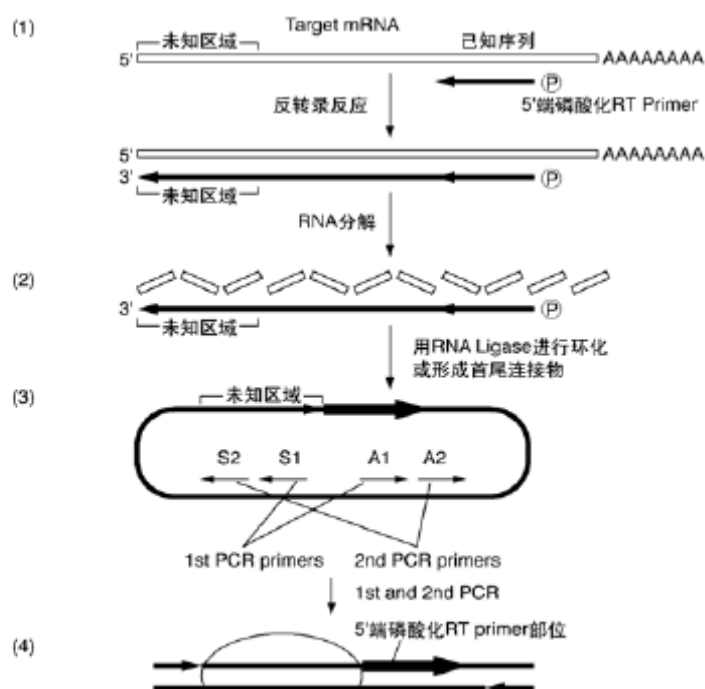 (1)
Target mRNA
未知区域
已知序列
5'
AAAAAAAA
P
反转录反应
5'端磷酸化RT Primer
5'
AAAAAAAA
3'
P
未知区域
RNA分解
(2)
3'
P
未知区域
用RNA Ligase进行环化
或形成首尾连接物
(3)
未知区域
S2 S1 A1 A2
1st PCR primers 2nd PCR primers
1st and 2nd PCR
5'端磷酸化RT primer部位
(4)